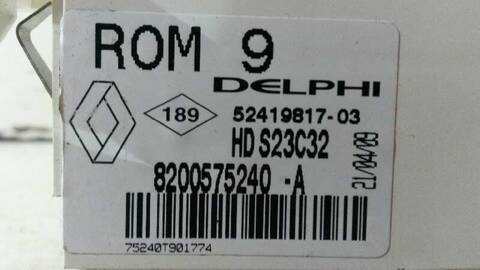 ROM 9
DELPHI
189
52419817-03
HD S23C32
8200575240 -A
21/04/09
75240T901774